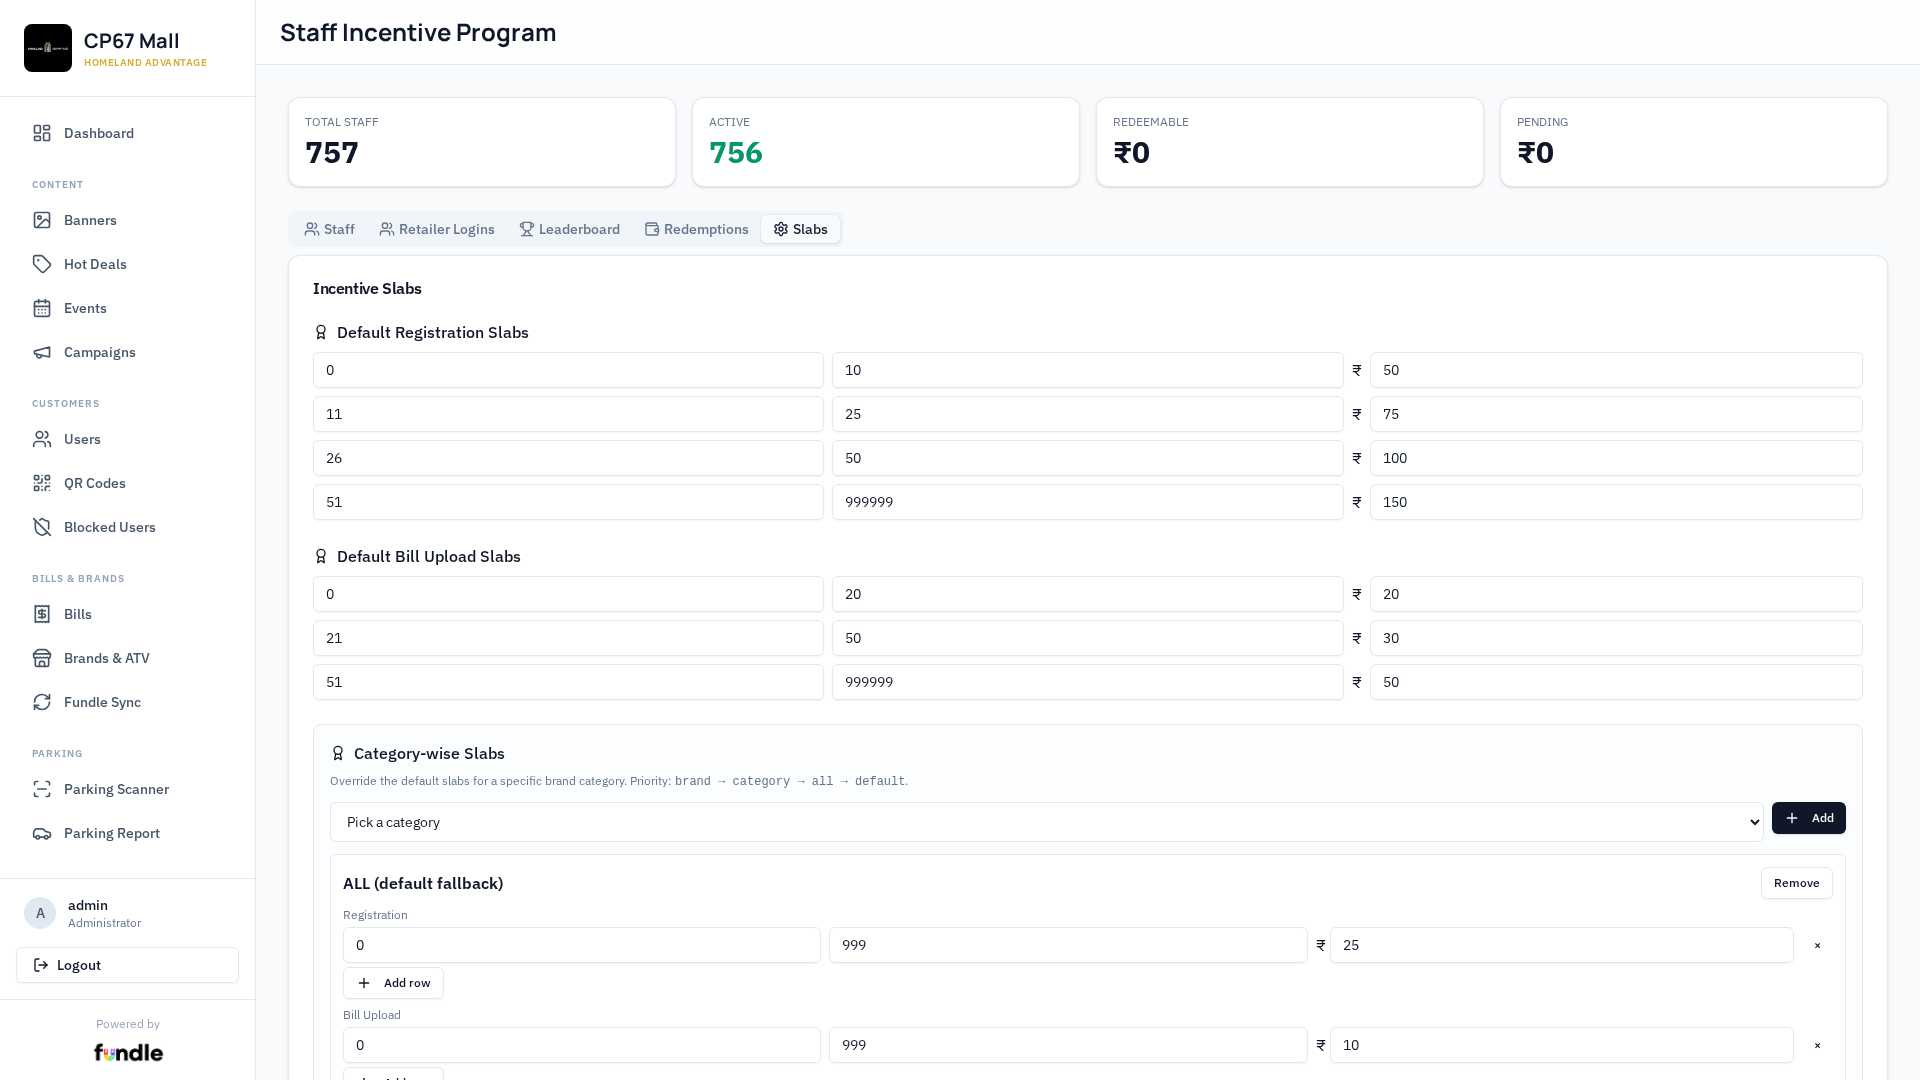 CP67 Mall
HOMELAND ADVANTAGE
Dashboard
CONTENT
Banners
Hot Deals
Events
Campaigns
CUSTOMERS
Users
QR Codes
Blocked Users
BILLS & BRANDS
Bills
Brands & ATV
Fundle Sync
PARKING
Parking Scanner
Parking Report
A
admin
Administrator
Logout
Powered by
fundle
Staff Incentive Program
TOTAL STAFF
757
ACTIVE
756
REDEEMABLE
₹0
PENDING
₹0
Staff Retailer Logins Leaderboard Redemptions Slabs
Incentive Slabs
Default Registration Slabs
0 10 ₹ 50
11 25 ₹ 75
26 50 ₹ 100
51 999999 ₹ 150
Default Bill Upload Slabs
0 20 ₹ 20
21 50 ₹ 30
51 999999 ₹ 50
Category-wise Slabs
Override the default slabs for a specific brand category. Priority: brand → category → all → default.
Pick a category + Add
ALL (default fallback) Remove
Registration
0 999 ₹ 25 ×
+ Add row
Bill Upload
0 999 ₹ 10 ×